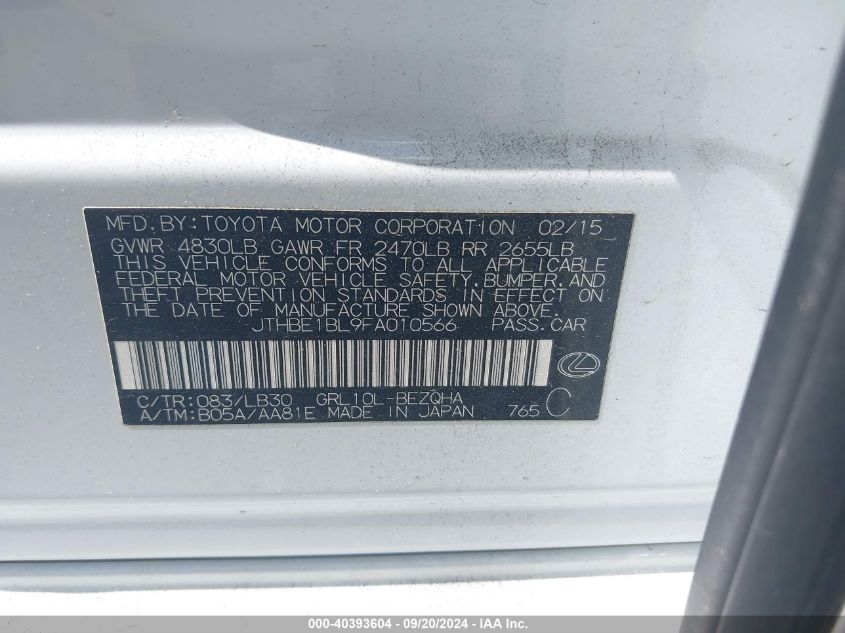 MFD.BY:TOYOTA MOTOR CORPORATION 02/15
GVWR 4830LB GAWR FR 2470LB RR 2655LB
THIS VEHICLE CONFORMS TO ALL APPLICABLE
FEDERAL MOTOR VEHICLE SAFETY,BUMPER,AND
THEFT PREVENTION STANDARDS IN EFFECT ON
THE DATE OF MANUFACTURE SHOWN ABOVE.
JTHBE1BL9FA010566 PASS.CAR
C/TR:083/LB30 GRL10L-BEZQHA
A/TM:B05A/AA81E MADE IN JAPAN 765 C
000-40393604 - 09/20/2024 - IAA Inc.